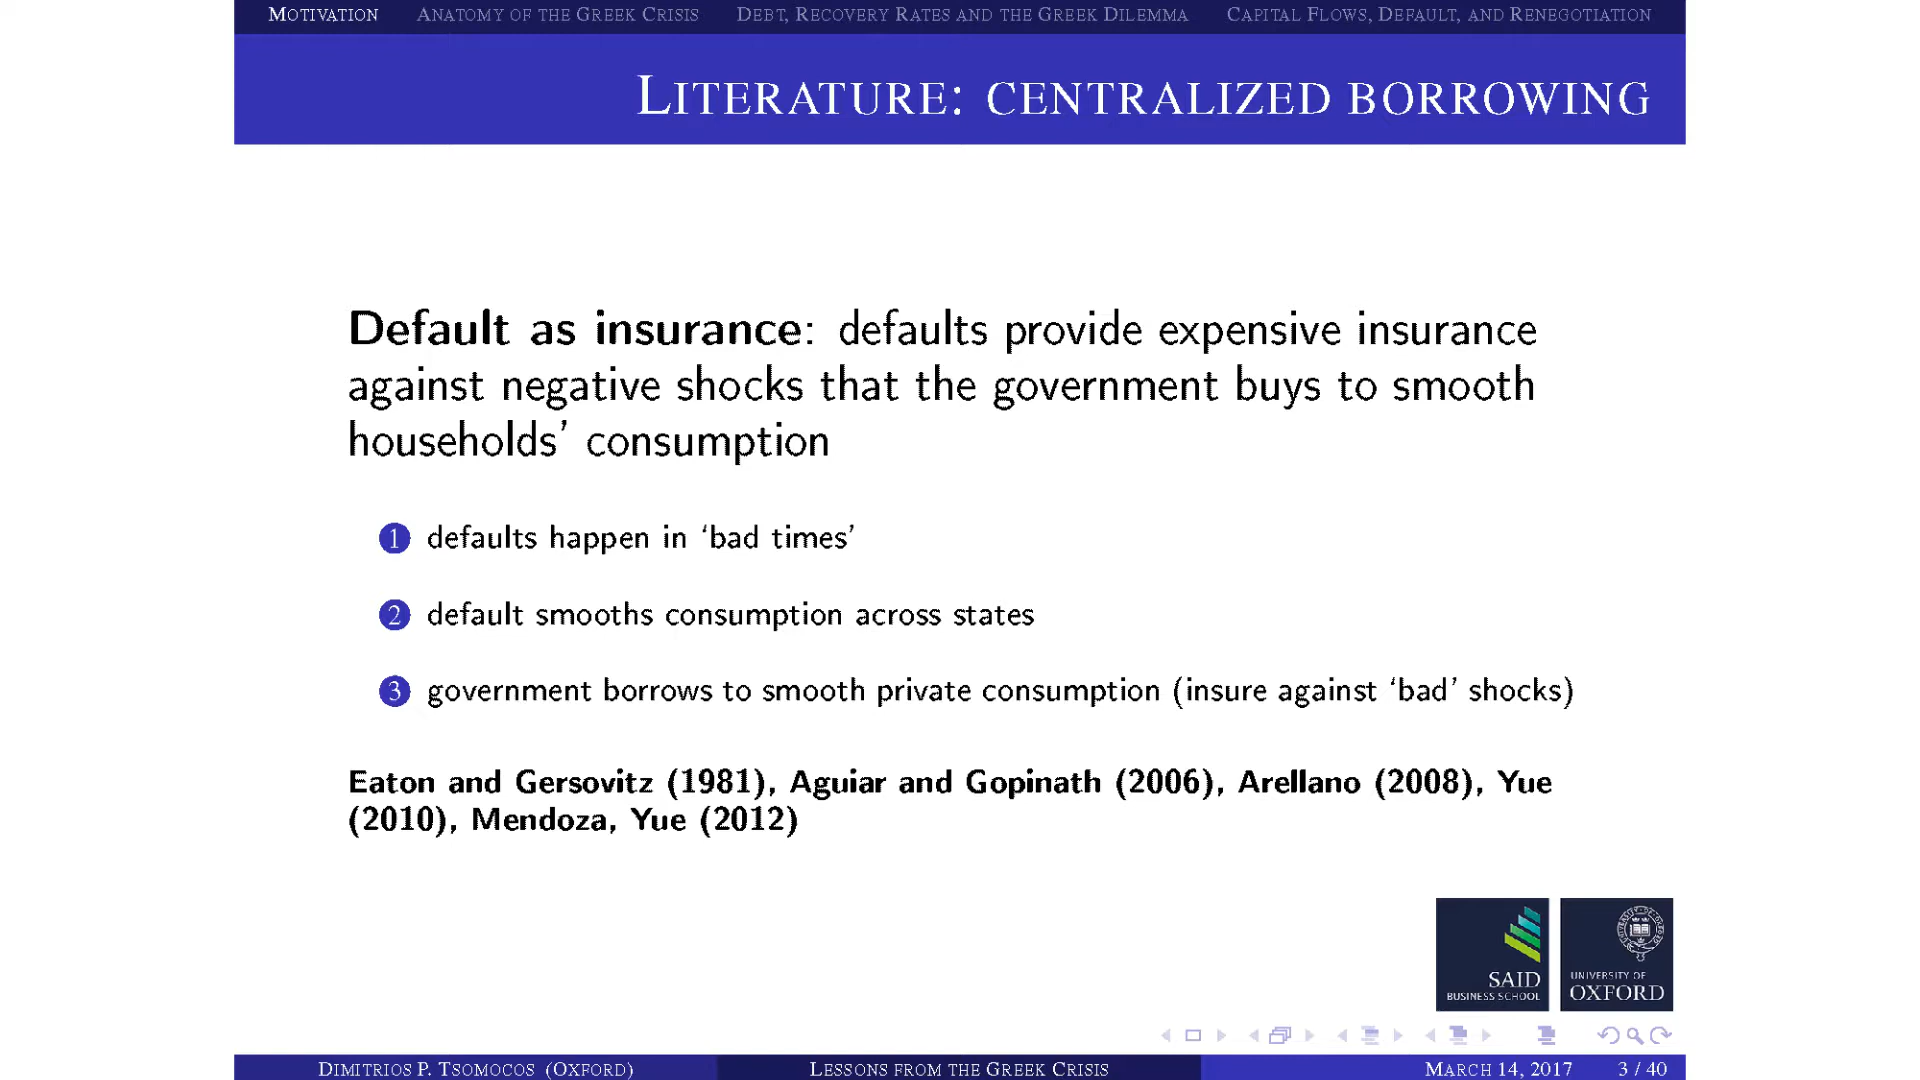 MOTIVATION ANATOMY OF THE GREEK CRISIS DEBT, RECOVERY RATES AND THE GREEK DILEMMA CAPITAL FLOWS, DEFAULT, AND RENEGOTIATION
LITERATURE: CENTRALIZED BORROWING
Default as insurance: defaults provide expensive insurance
against negative shocks that the government buys to smooth
households' consumption
1 defaults happen in ‘bad times’
2 default smooths consumption across states
3 government borrows to smooth private consumption (insure against ‘bad’ shocks)
Eaton and Gersovitz (1981), Aguiar and Gopinath (2006), Arellano (2008), Yue
(2010), Mendoza, Yue (2012)
SAID
BUSINESS SCHOOL
UNIVERSITY OF
OXFORD
DIMITRIOS P. TSOMOCOS (OXFORD) LESSONS FROM THE GREEK CRISIS MARCH 14, 2017 3 / 40